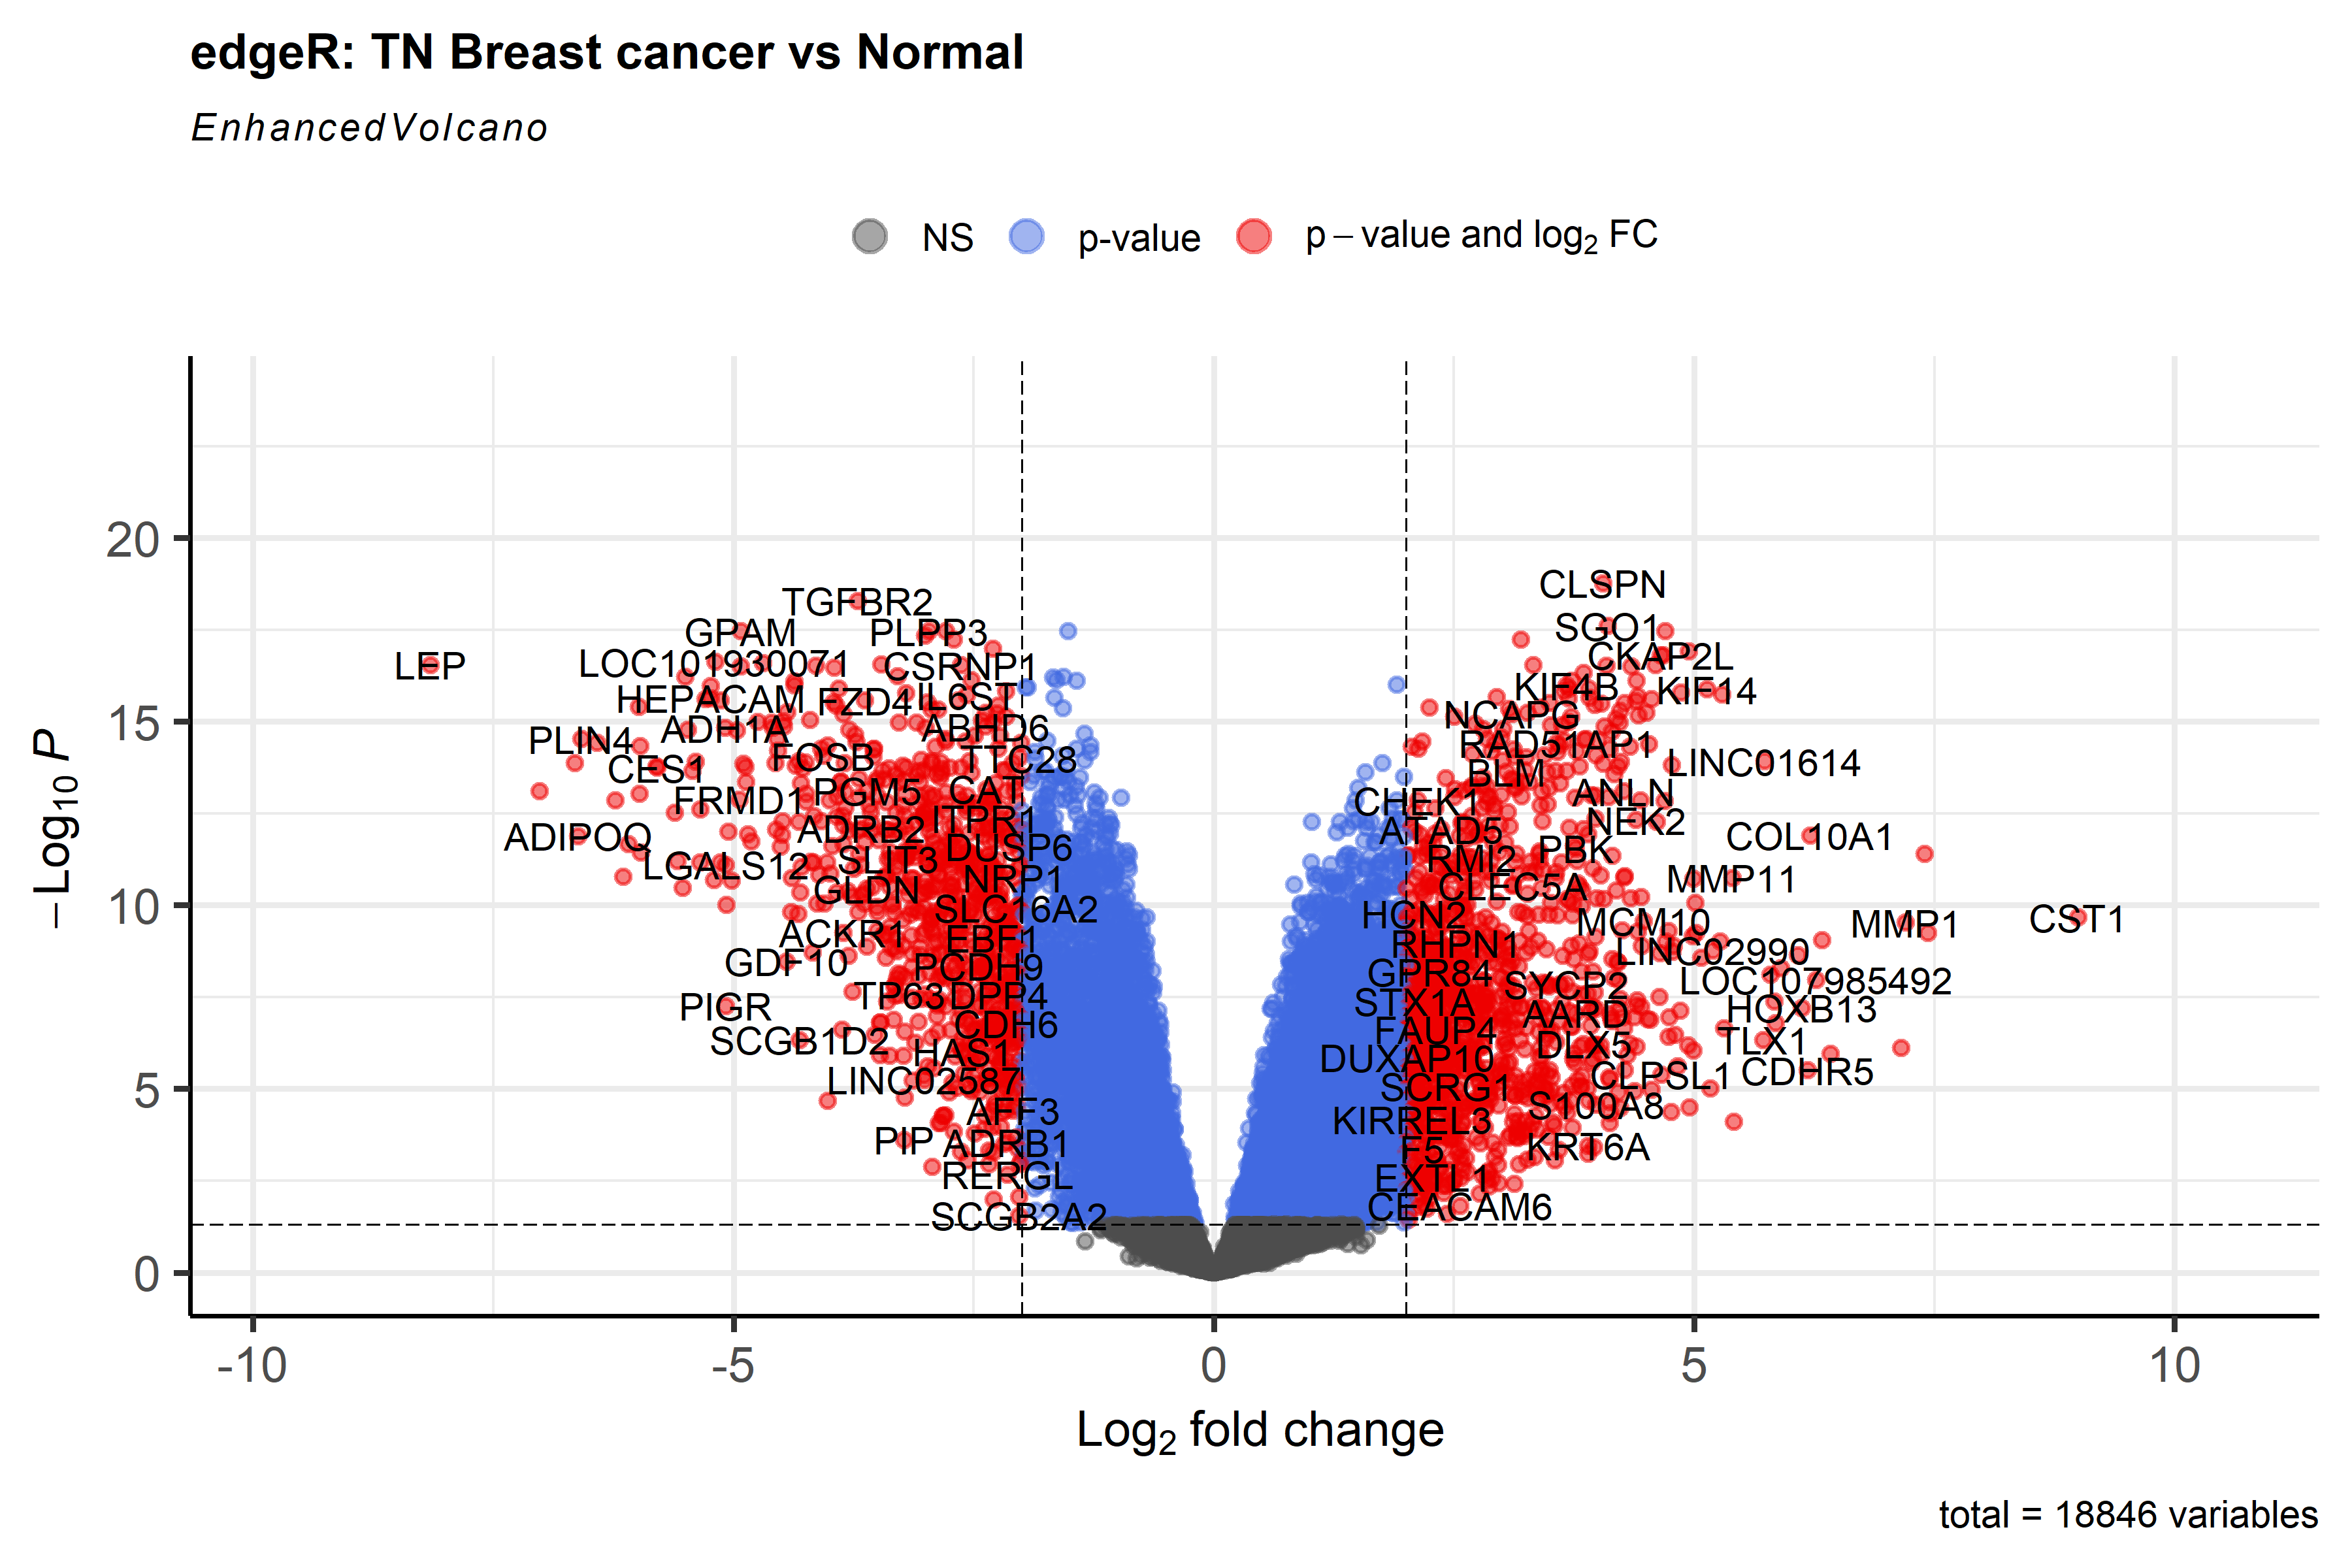 edgeR: TN Breast cancer vs Normal
EnhancedVolcano
NS p-value p – value and log2 FC
– Log10 P
20
15
10
5
0
CLSPN
TGFBR2
SGO1
GPAM PLPP3
CKAP2L
LEP LOC101930071 CSRNP1
KIF4B KIF14
HEPACAM FZD4 IL6ST
NCAPG
ADH1A ABHD6
PLIN4 RAD51AP1
FOSB TTC28 LINC01614
CES1 BLM
CAT ANLN
FRMD1 PGM5 CHEK1
ITPR1 NEK2
ADIPOQ ADRB2 ATAD5 COL10A1
DUSP6 PBK
LGALS12 SLIT3 RMI2
NRP1 MMP11
GLDN CLEC5A
SLC16A2 HCN2 MCM10 MMP1 CST1
ACKR1 EBF1 RHPN1
LINC02990
GDF10 PCDH9 GPR84 SYCP2 LOC107985492
PIGR TP63 DPP4 STX1A AARD HOXB13
CDH6 FAUP4
SCGB1D2 DLX5 TLX1
HAS1 DUXAP10
LINC02587 SCRG1 CLPSL1 CDHR5
AFF3 KIRREL3 S100A8
PIP ADRB1 F5 KRT6A
RERGL EXTL1
SCGB2A2 CEACAM6
-10 -5 0 5 10
Log2 fold change
total = 18846 variables